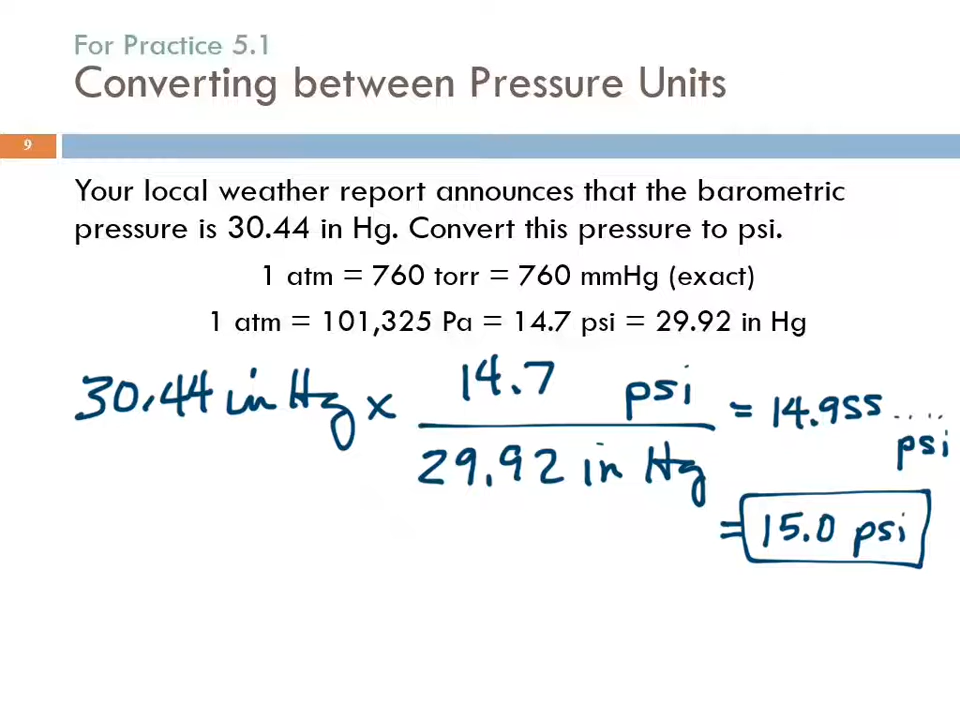 For Practice 5.1
Converting between Pressure Units
9
Your local weather report announces that the barometric
pressure is 30.44 in Hg. Convert this pressure to psi.
1 atm = 760 torr = 760 mmHg (exact)
1 atm = 101,325 Pa = 14.7 psi = 29.92 in Hg
30.44 in Hg x 14.7 psi / 29.92 in Hg = 14.955 .... psi
= 15.0 psi